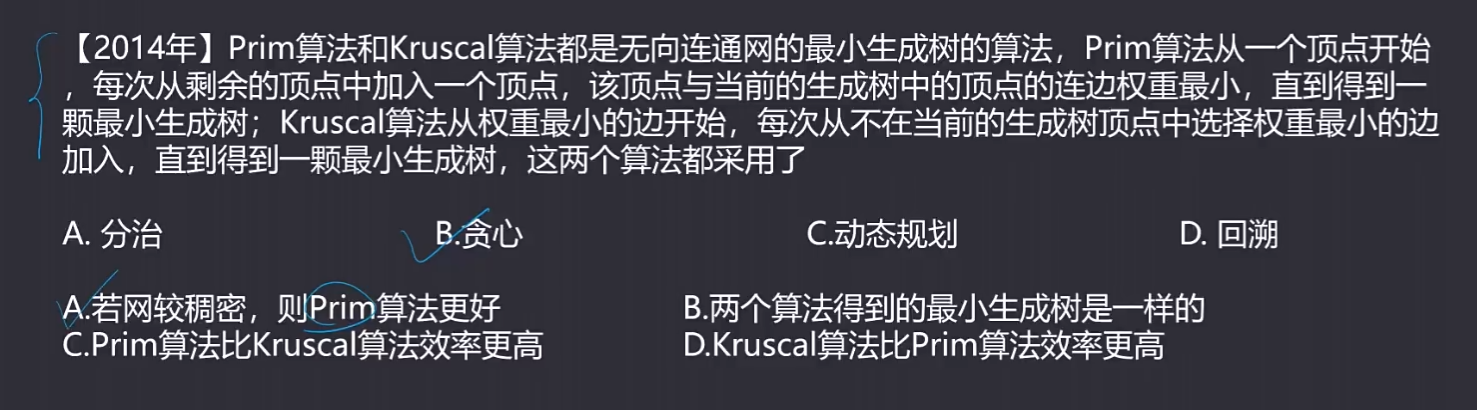 【2014年】Prim算法和Kruscal算法都是无向连通网的最小生成树的算法，Prim算法从一个顶点开始
，每次从剩余的顶点中加入一个顶点，该顶点与当前的生成树中的顶点的连边权重最小，直到得到一
颗最小生成树；Kruscal算法从权重最小的边开始，每次从不在当前的生成树顶点中选择权重最小的边
加入，直到得到一颗最小生成树，这两个算法都采用了
A. 分治 B.贪心 C.动态规划 D. 回溯
A.若网较稠密，则Prim算法更好 B.两个算法得到的最小生成树是一样的
C.Prim算法比Kruscal算法效率更高 D.Kruscal算法比Prim算法效率更高